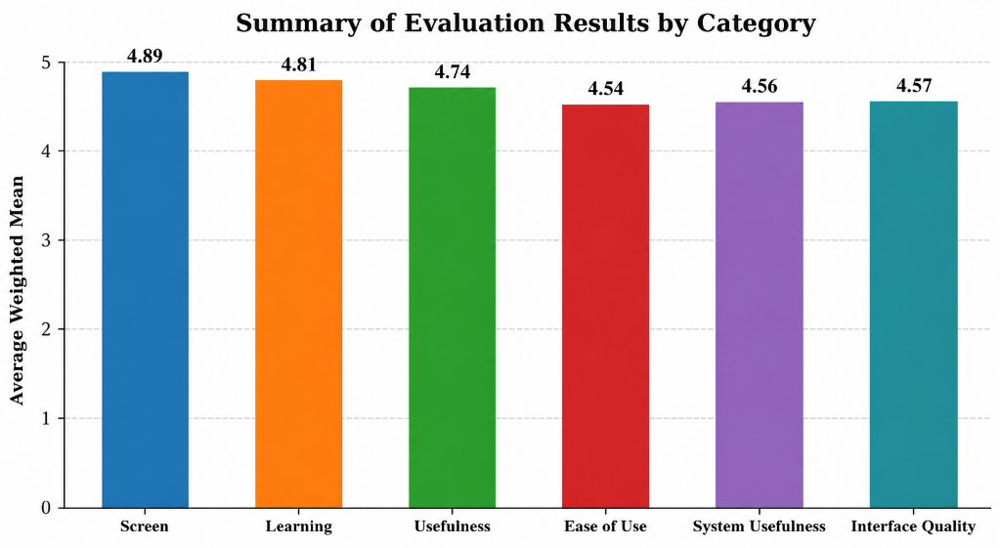 Summary of Evaluation Results by Category
Average Weighted Mean
5
4
3
2
1
0
4.89
4.81
4.74
4.54
4.56
4.57
Screen
Learning
Usefulness
Ease of Use
System Usefulness
Interface Quality